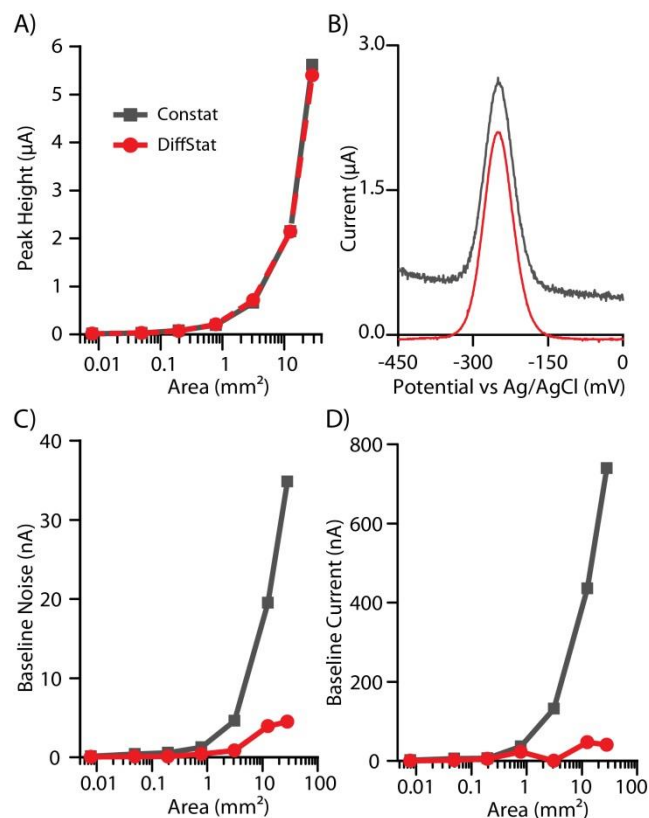 A)
6
5
4
3
2
1
0
Peak Height (μA)
Constat
DiffStat
0.01 0.1 1 10
Area (mm²)
B)
3.0
1.5
0.0
Current (μA)
-450 -300 -150 0
Potential vs Ag/AgCl (mV)
C)
40
30
20
10
0
Baseline Noise (nA)
0.01 0.1 1 10 100
Area (mm²)
D)
800
600
400
200
0
Baseline Current (nA)
0.01 0.1 1 10 100
Area (mm²)